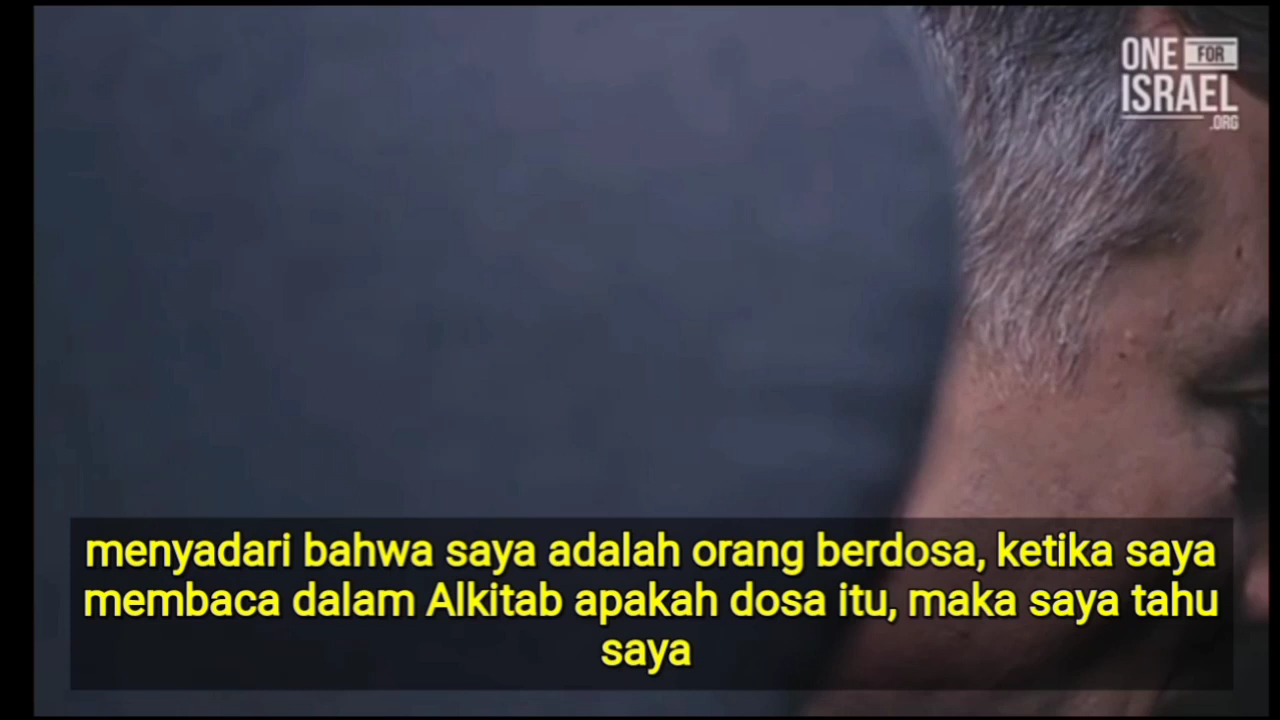 ONE FOR
ISRAEL
.ORG
menyadari bahwa saya adalah orang berdosa, ketika saya
membaca dalam Alkitab apakah dosa itu, maka saya tahu
saya